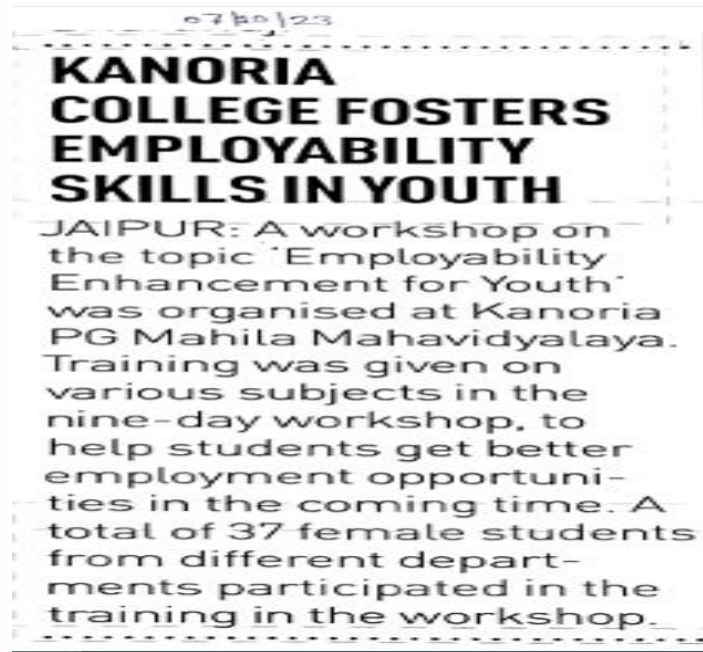 07/10/23
KANORIA
COLLEGE FOSTERS
EMPLOYABILITY
SKILLS IN YOUTH
JAIPUR: A workshop on
the topic 'Employability
Enhancement for Youth'
was organised at Kanoria
PG Mahila Mahavidyalaya.
Training was given on
various subjects in the
nine-day workshop, to
help students get better
employment opportuni-
ties in the coming time. A
total of 37 female students
from different depart-
ments participated in the
training in the workshop.